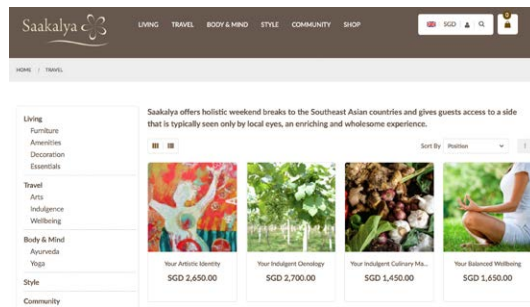 Saakalya
LIVING TRAVEL BODY & MIND STYLE COMMUNITY SHOP
SGD
0
HOME / TRAVEL
Living
Furniture
Amenities
Decoration
Essentials
Travel
Arts
Indulgence
Wellbeing
Body & Mind
Ayurveda
Yoga
Style
Community
Saakalya offers holistic weekend breaks to the Southeast Asian countries and gives guests access to a side
that is typically seen only by local eyes, an enriching and wholesome experience.
Sort By Position
Your Artistic Identity
SGD 2,650.00
Your Indulgent Oenology
SGD 2,700.00
Your Indulgent Culinary Ma...
SGD 1,450.00
Your Balanced Wellbeing
SGD 1,650.00